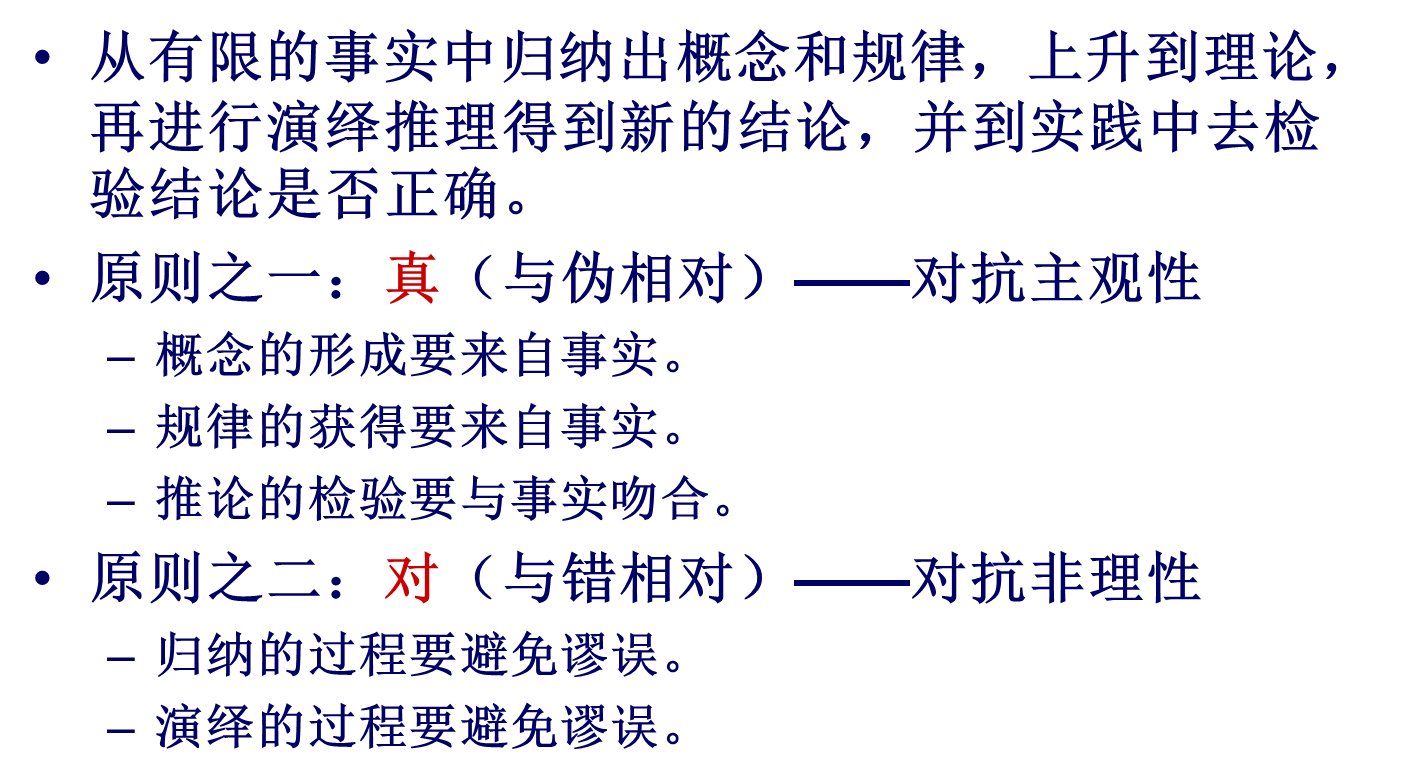 • 从有限的事实中归纳出概念和规律，上升到理论，
再进行演绎推理得到新的结论，并到实践中去检
验结论是否正确。
• 原则之一：真（与伪相对）——对抗主观性
– 概念的形成要来自事实。
– 规律的获得要来自事实。
– 推论的检验要与事实吻合。
• 原则之二：对（与错相对）——对抗非理性
– 归纳的过程要避免谬误。
– 演绎的过程要避免谬误。